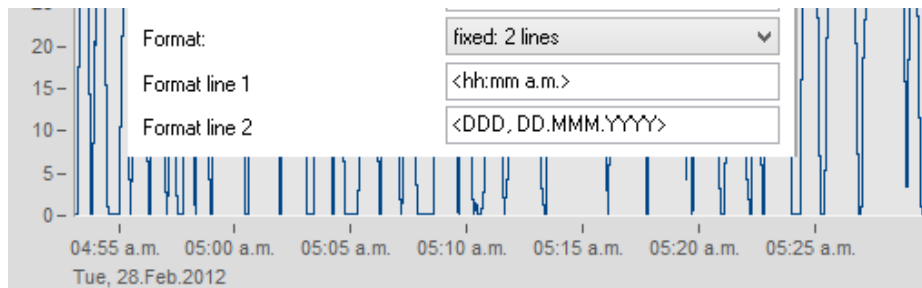 20
Format:
fixed: 2 lines
15
Format line 1
<hh:mm a.m.>
10
Format line 2
<DDD, DD.MMM.YYYY>
5
0
04:55 a.m. 05:00 a.m. 05:05 a.m. 05:10 a.m. 05:15 a.m. 05:20 a.m. 05:25 a.m.
Tue, 28.Feb.2012